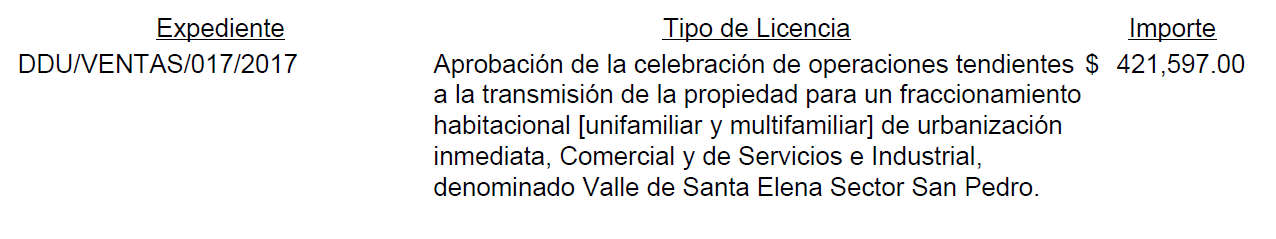 Expediente Tipo de Licencia Importe
DDU/VENTAS/017/2017 Aprobación de la celebración de operaciones tendientes $ 421,597.00
a la transmisión de la propiedad para un fraccionamiento
habitacional [unifamiliar y multifamiliar] de urbanización
inmediata, Comercial y de Servicios e Industrial,
denominado Valle de Santa Elena Sector San Pedro.